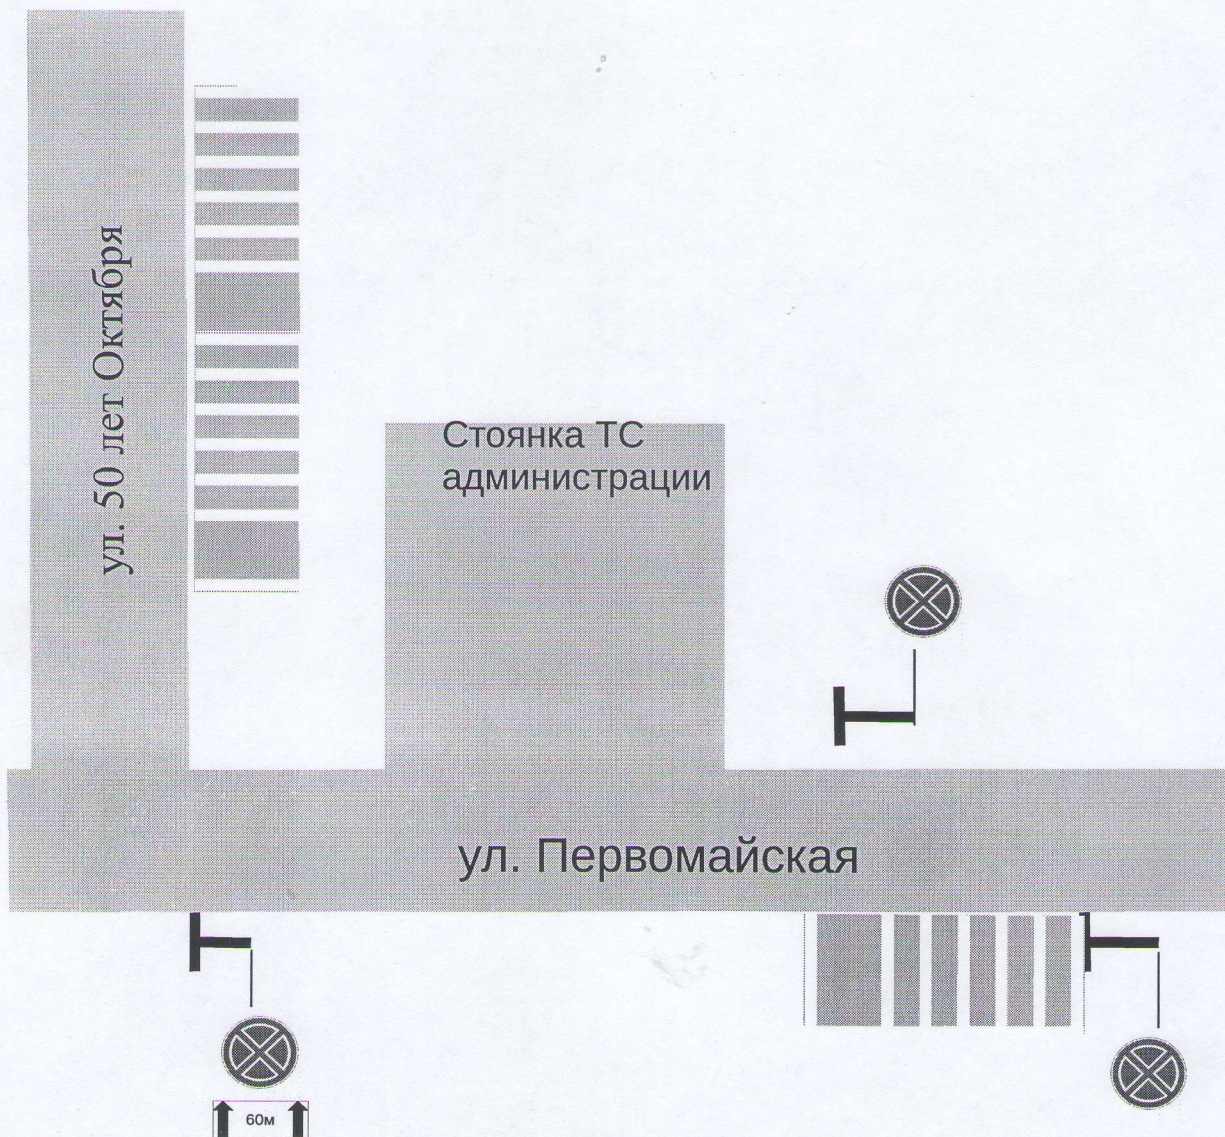 ул. 50 лет Октября
Стоянка ТС
администрации
ул. Первомайская
60м